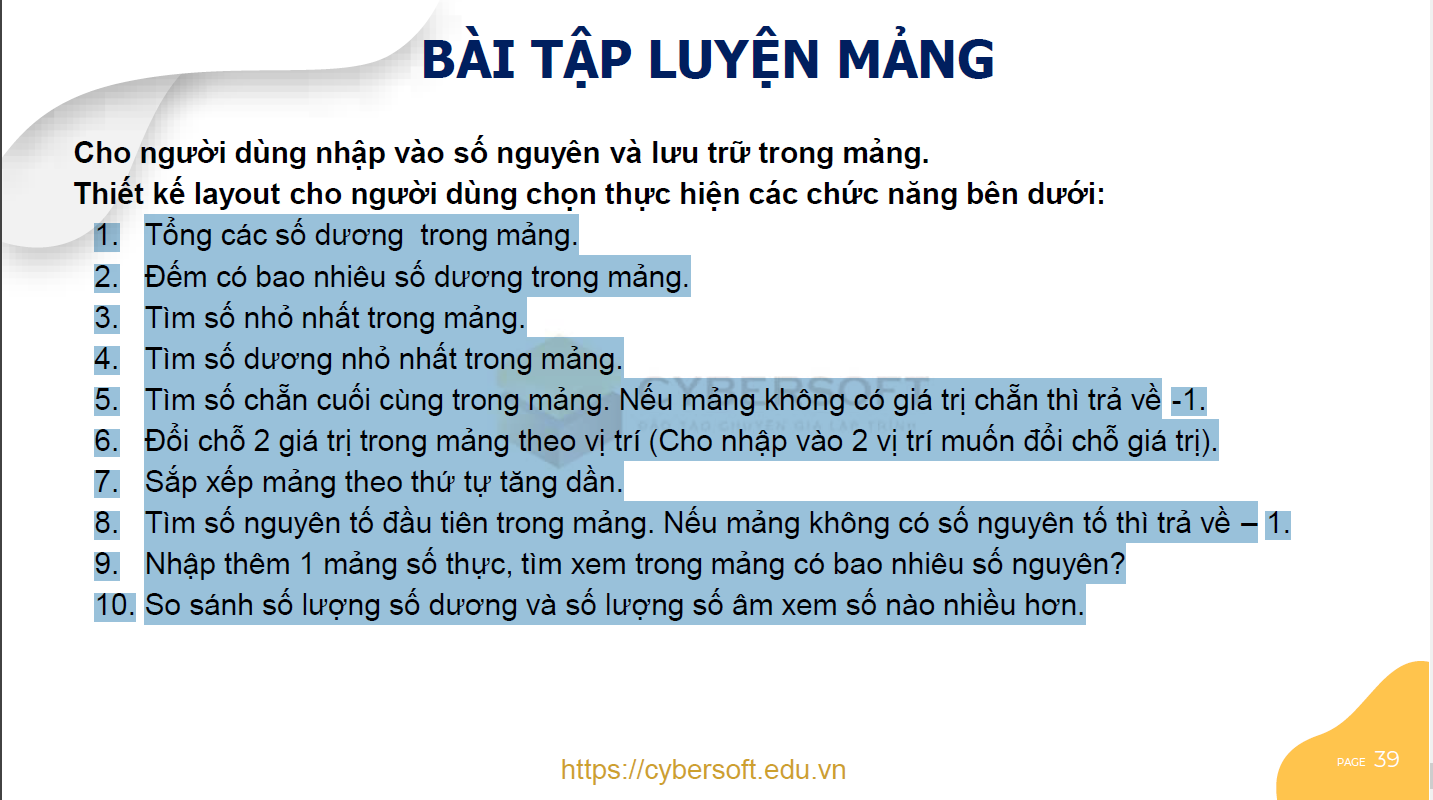 BÀI TẬP LUYỆN MẢNG
Cho người dùng nhập vào số nguyên và lưu trữ trong mảng.
Thiết kế layout cho người dùng chọn thực hiện các chức năng bên dưới:
1. Tổng các số dương  trong mảng.
2. Đếm có bao nhiêu số dương trong mảng.
3. Tìm số nhỏ nhất trong mảng.
4. Tìm số dương nhỏ nhất trong mảng.
CYBERSOFT
5. Tìm số chẵn cuối cùng trong mảng. Nếu mảng không có giá trị chẵn thì trả về -1.
ĐÀO TẠO CHUYÊN GIA LẬP TRÌNH
6. Đổi chỗ 2 giá trị trong mảng theo vị trí (Cho nhập vào 2 vị trí muốn đổi chỗ giá trị).
7. Sắp xếp mảng theo thứ tự tăng dần.
8. Tìm số nguyên tố đầu tiên trong mảng. Nếu mảng không có số nguyên tố thì trả về – 1.
9. Nhập thêm 1 mảng số thực, tìm xem trong mảng có bao nhiêu số nguyên?
10. So sánh số lượng số dương và số lượng số âm xem số nào nhiều hơn.
https://cybersoft.edu.vn
PAGE 39